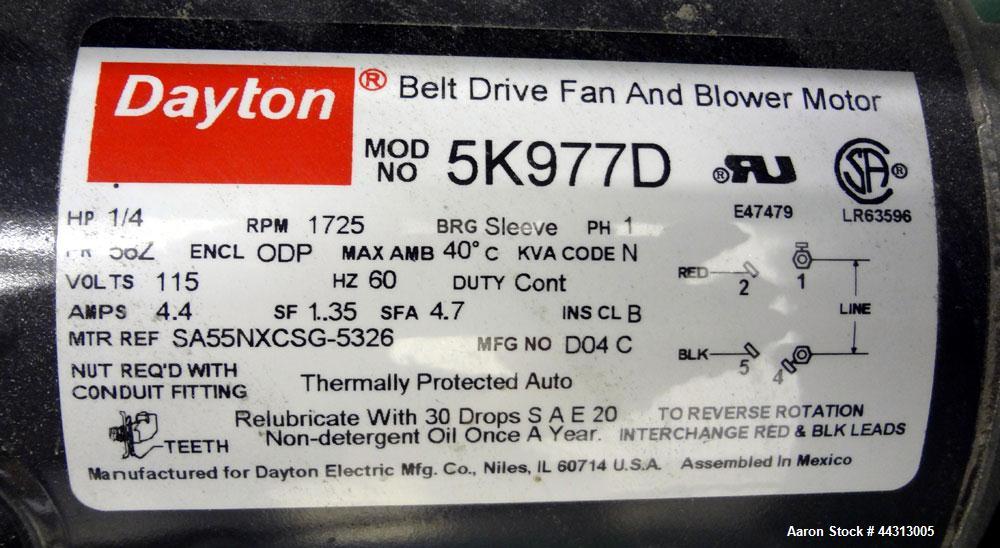 Dayton ® Belt Drive Fan And Blower Motor
MOD NO 5K977D
® RU ® E47479
SA ® LR63596
HP 1/4 RPM 1725 BRG Sleeve PH 1
FR 56Z ENCL ODP MAX AMB 40° C KVA CODE N
VOLTS 115 HZ 60 DUTY Cont
AMPS 4.4 SF 1..35 SFA 4.7 INS CL B
MTR REF SA55NXCSG-5326 MFG NO D04 C
RED 2 1
LINE
BLK 5 4
NUT REQ'D WITH
CONDUIT FITTING
Thermally Protected Auto
TEETH
Relubricate With 30 Drops S A E 20
Non-detergent Oil Once A Year.
TO REVERSE ROTATION
INTERCHANGE RED & BLK LEADS
Manufactured for Dayton Electric Mfg. Co., Niles, IL 60714 U.S.A. Assembled In Mexico
Aaron Stock # 44313005